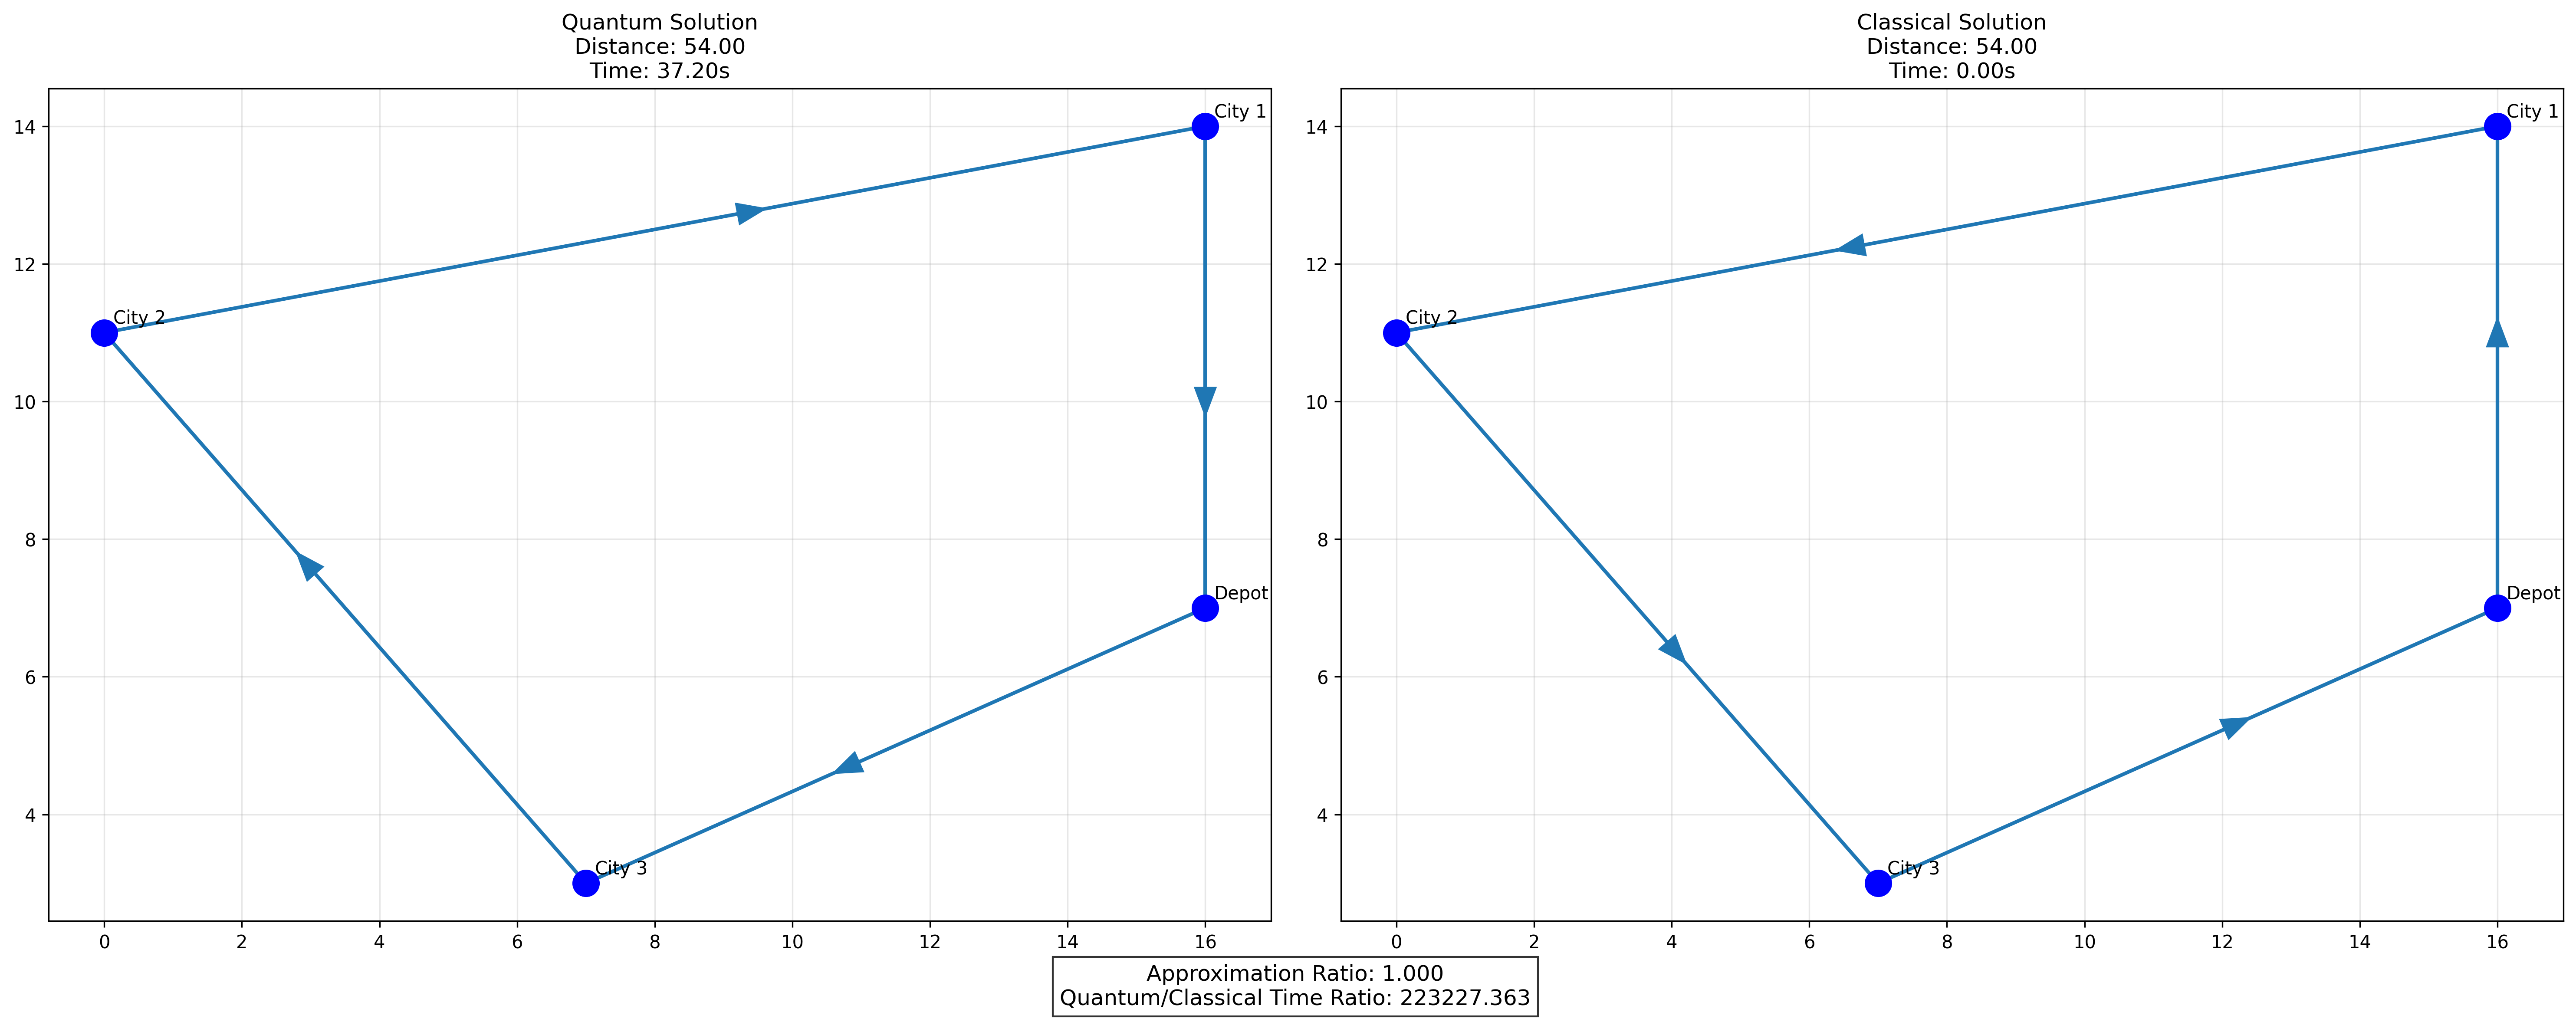 Quantum Solution
Distance: 54.00
Time: 37.20s
14
12
10
8
6
4
0
2
4
6
8
10
12
14
16
City 1
City 2
Depot
City 3
Classical Solution
Distance: 54.00
Time: 0.00s
14
12
10
8
6
4
0
2
4
6
8
10
12
14
16
City 1
City 2
Depot
City 3
Approximation Ratio: 1.000
Quantum/Classical Time Ratio: 223227.363